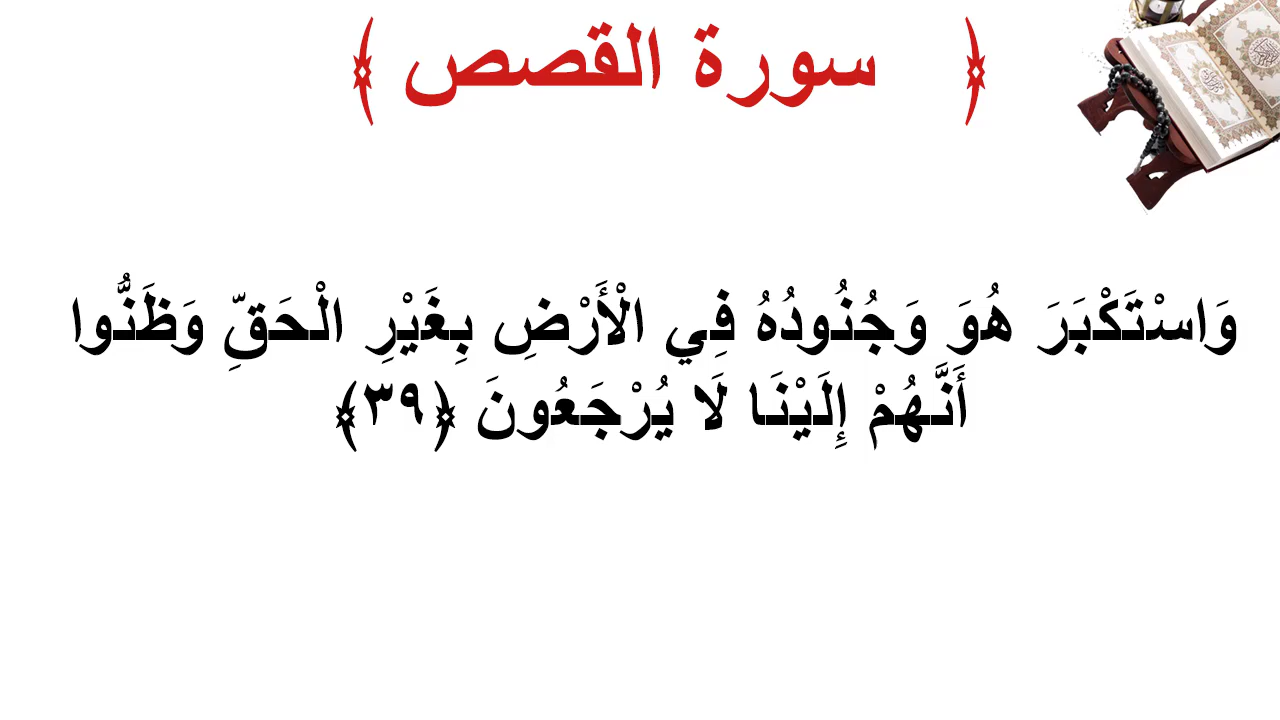 ﴿ سورة القصص ﴾
وَاسْتَكْبَرَ هُوَ وَجُنُودُهُ فِي الْأَرْضِ بِغَيْرِ الْحَقِّ وَظَنُّوا
أَنَّهُمْ إِلَيْنَا لَا يُرْجَعُونَ ﴿٣٩﴾